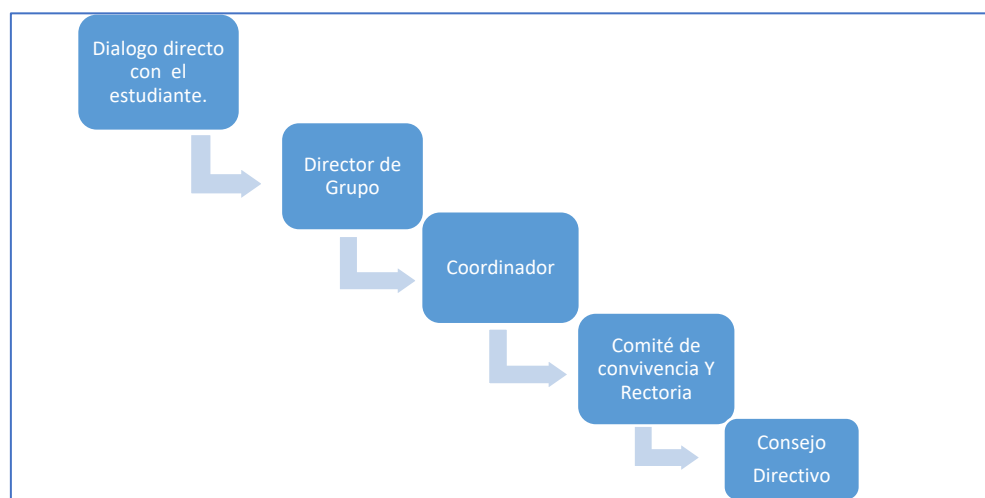 Dialogo directo
con el
estudiante.
Director de
Grupo
Coordinador
Comité de
convivencia Y
Rectoria
Consejo
Directivo